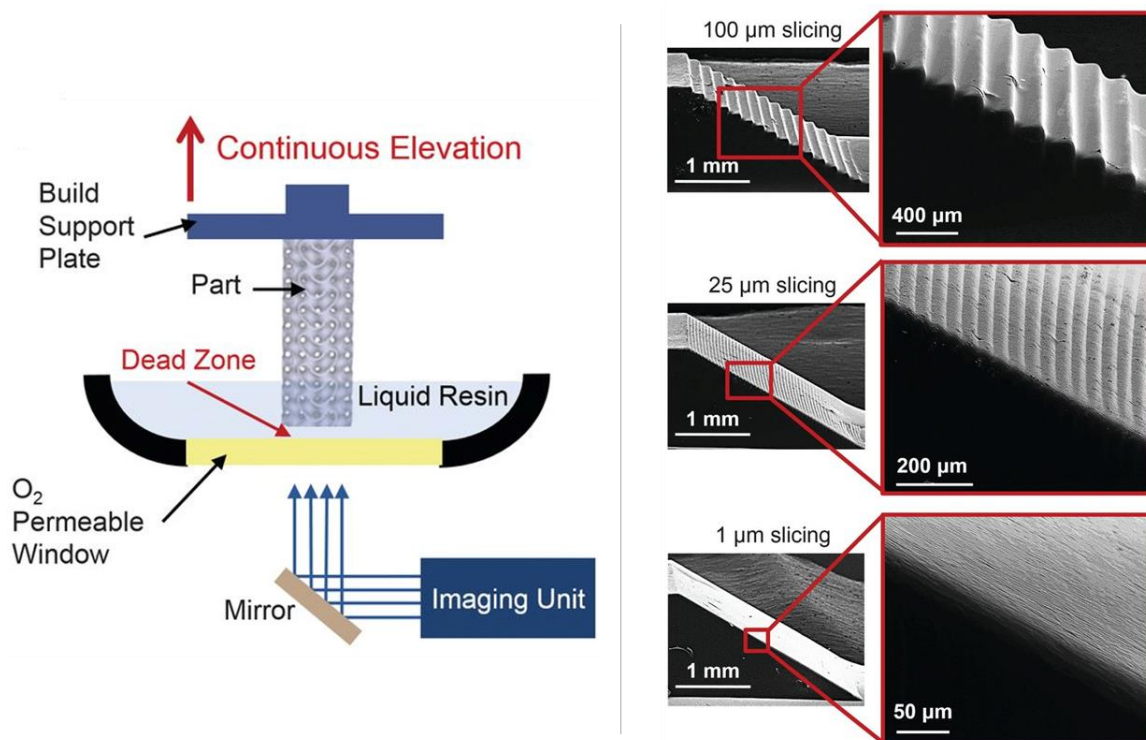 Continuous Elevation
Build
Support
Plate
Part
Dead Zone
Liquid Resin
O₂
Permeable
Window
Mirror
Imaging Unit
100 µm slicing
1 mm
400 µm
25 µm slicing
1 mm
200 µm
1 µm slicing
1 mm
50 µm